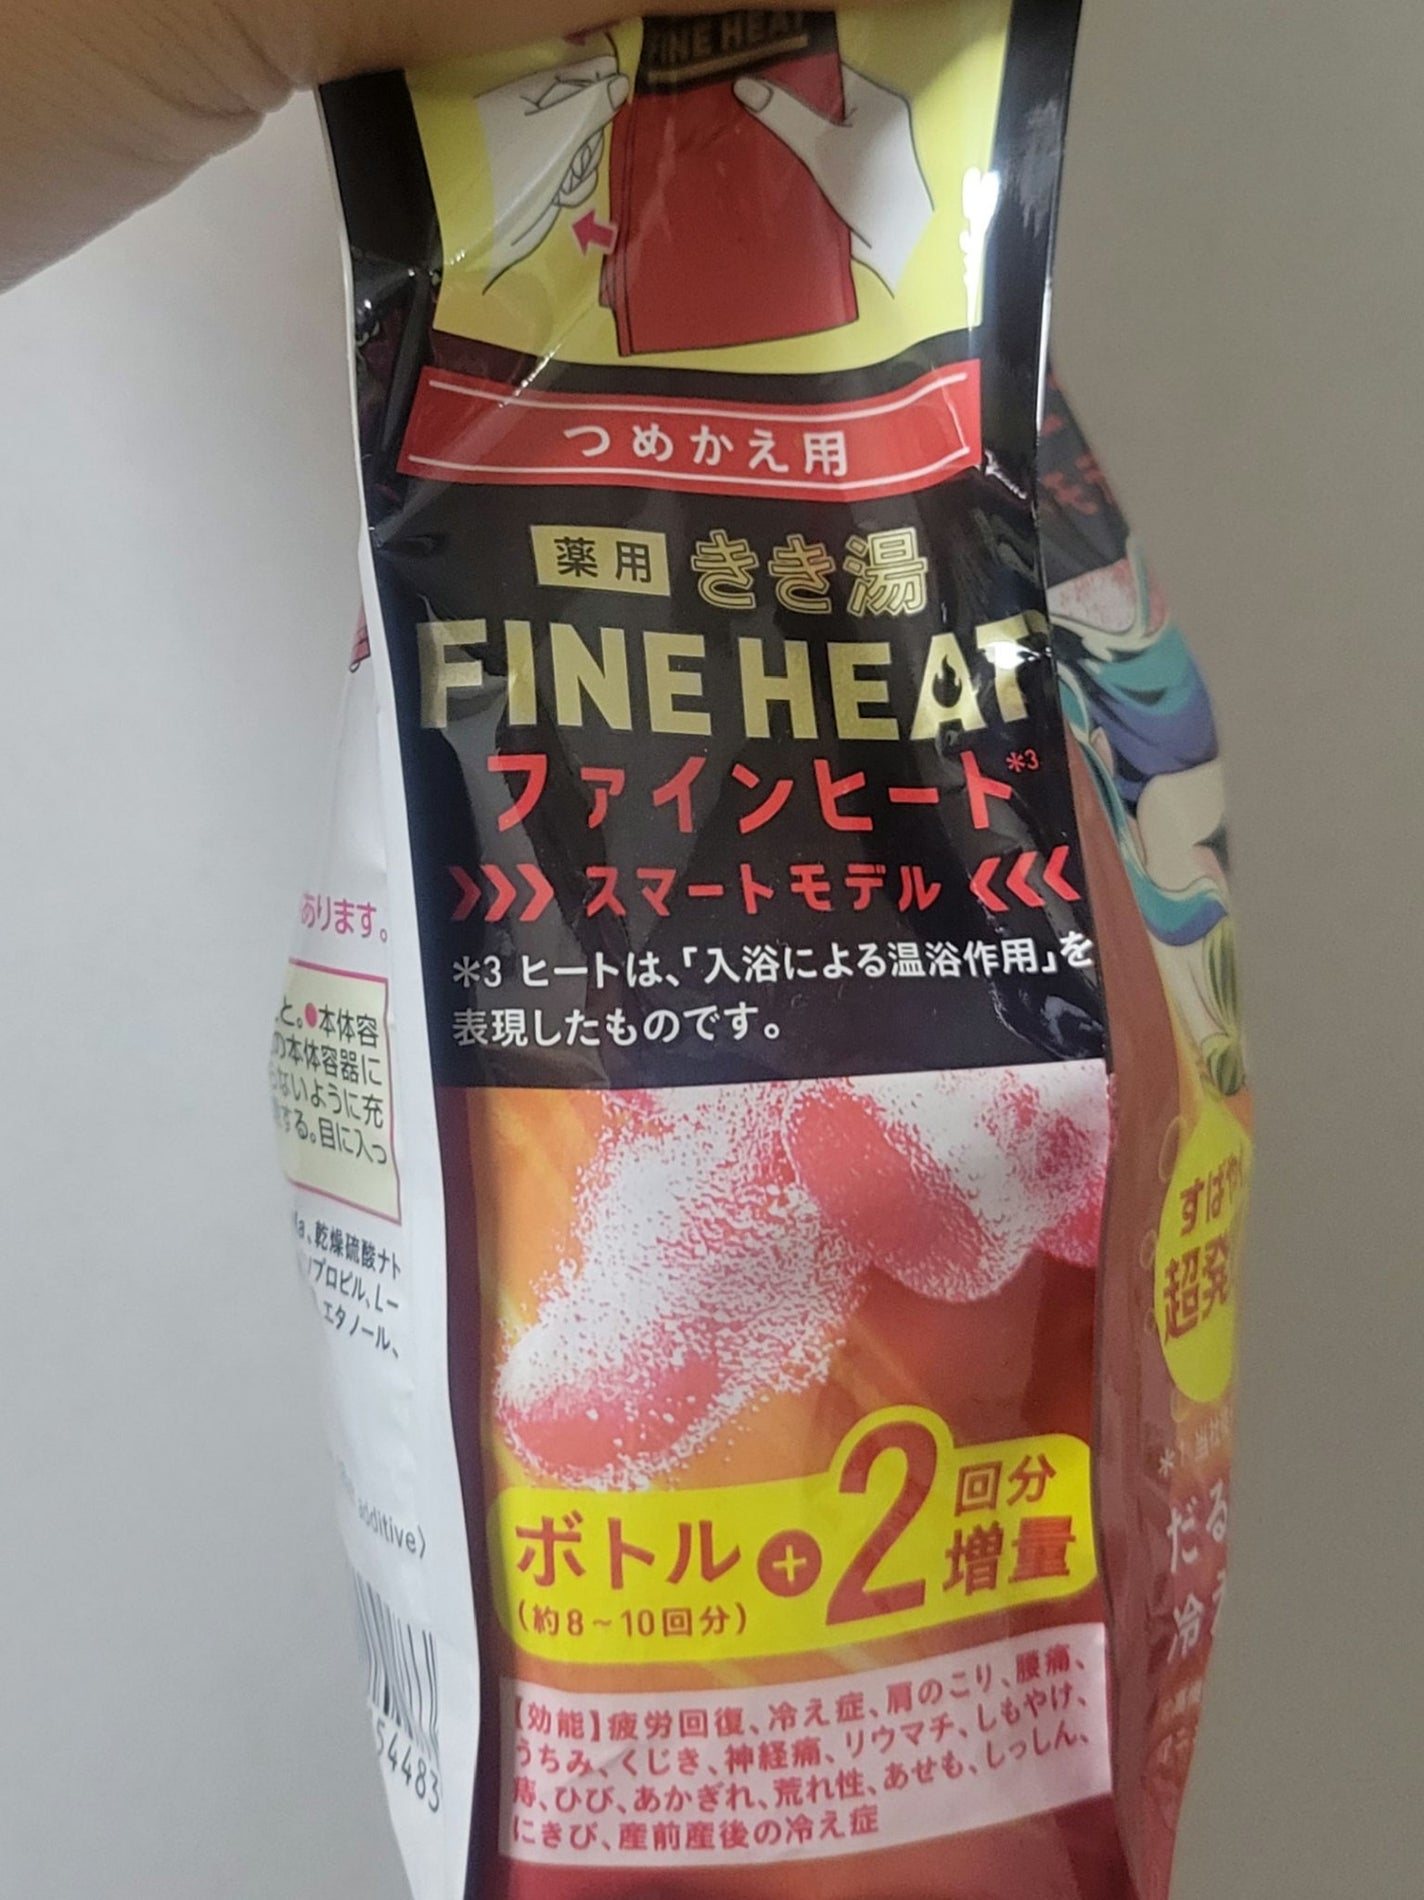 FINE HEAT
つめかえ用
薬用 きき湯
FINE HEAT
ファインヒート*3
スマートモデル
*3 ヒートは、「入浴による温浴作用」を
表現したものです。
ボトル+2回分増量
(約8~10回分)
【効能】疲労回復、冷え症、肩のこり、腰痛、
うちみ、くじき、神経痛、リウマチ、しもやけ、
痔、ひび、あかぎれ、荒れ性、あせも、しっしん、
にきび、産前産後の冷え症
あります。
と。●本体容
の本体容器に
ないように充
する。目に入っ
、乾燥硫酸ナト
プロピル、L-
エタノール、
additive〉
54483
すばや
超発
だる
冷